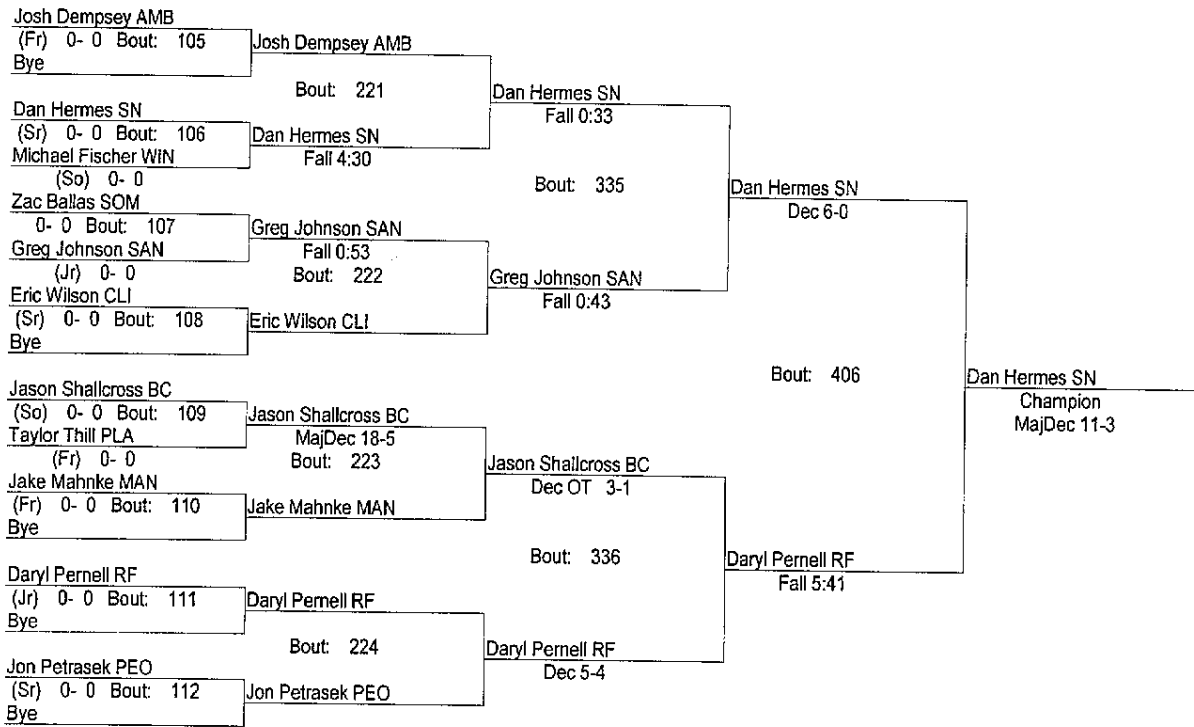 Josh Dempsey AMB
(Fr) 0- 0 Bout: 105
Bye
Dan Hermes SN
(Sr) 0- 0 Bout: 106
Michael Fischer WIN
(So) 0- 0
Zac Ballas SOM
0- 0 Bout: 107
Greg Johnson SAN
(Jr) 0- 0
Eric Wilson CLI
(Sr) 0- 0 Bout: 108
Bye
Jason Shallcross BC
(So) 0- 0 Bout: 109
Taylor Thill PLA
(Fr) 0- 0
Jake Mahnke MAN
(Fr) 0- 0 Bout: 110
Bye
Daryl Pernell RF
(Jr) 0- 0 Bout: 111
Bye
Jon Petrasek PEO
(Sr) 0- 0 Bout: 112
Bye
Josh Dempsey AMB
Bout: 221
Dan Hermes SN
Fall 4:30
Greg Johnson SAN
Fall 0:53
Bout: 222
Eric Wilson CLI
Jason Shallcross BC
MajDec 18-5
Bout: 223
Jake Mahnke MAN
Daryl Pernell RF
Bout: 224
Jon Petrasek PEO
Dan Hermes SN
Fall 0:33
Bout: 335
Greg Johnson SAN
Fall 0:43
Jason Shallcross BC
Dec OT 3-1
Bout: 336
Daryl Pernell RF
Dec 5-4
Dan Hermes SN
Dec 6-0
Bout: 406
Daryl Pernell RF
Fall 5:41
Dan Hermes SN
Champion
MajDec 11-3